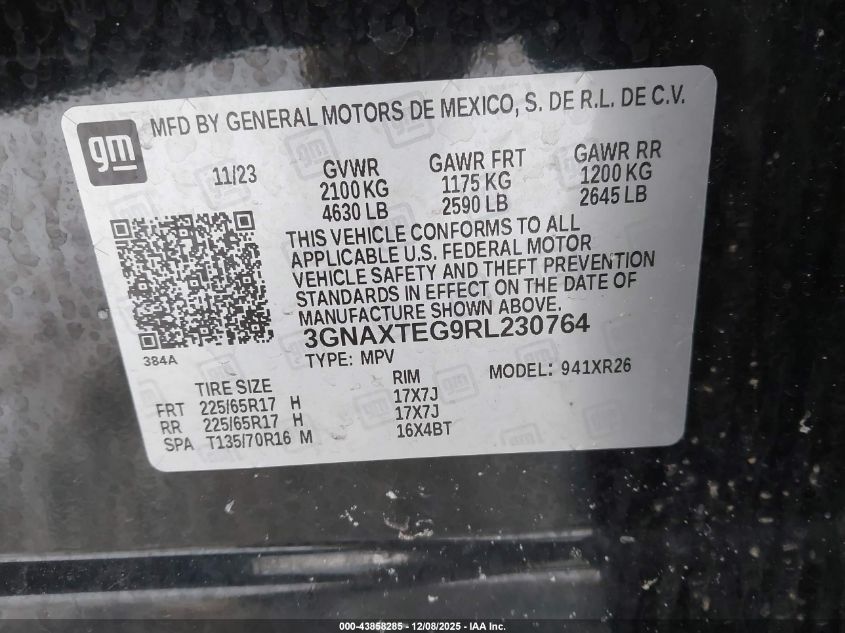 gm
MFD BY GENERAL MOTORS DE MEXICO, S. DE R.L. DE C.V.
11/23
GVWR
2100 KG
4630 LB
GAWR FRT
1175 KG
2590 LB
GAWR RR
1200 KG
2645 LB
THIS VEHICLE CONFORMS TO ALL
APPLICABLE U.S. FEDERAL MOTOR
VEHICLE SAFETY AND THEFT PREVENTION
STANDARDS IN EFFECT ON THE DATE OF
MANUFACTURE SHOWN ABOVE.
3GNAXTEG9RL230764
384A
TYPE: MPV
MODEL: 941XR26
TIRE SIZE
RIM
FRT 225/65R17 H 17X7J
RR 225/65R17 H 17X7J
SPA T135/70R16 M 16X4BT
000-43858285 - 12/08/2025 - IAA Inc.